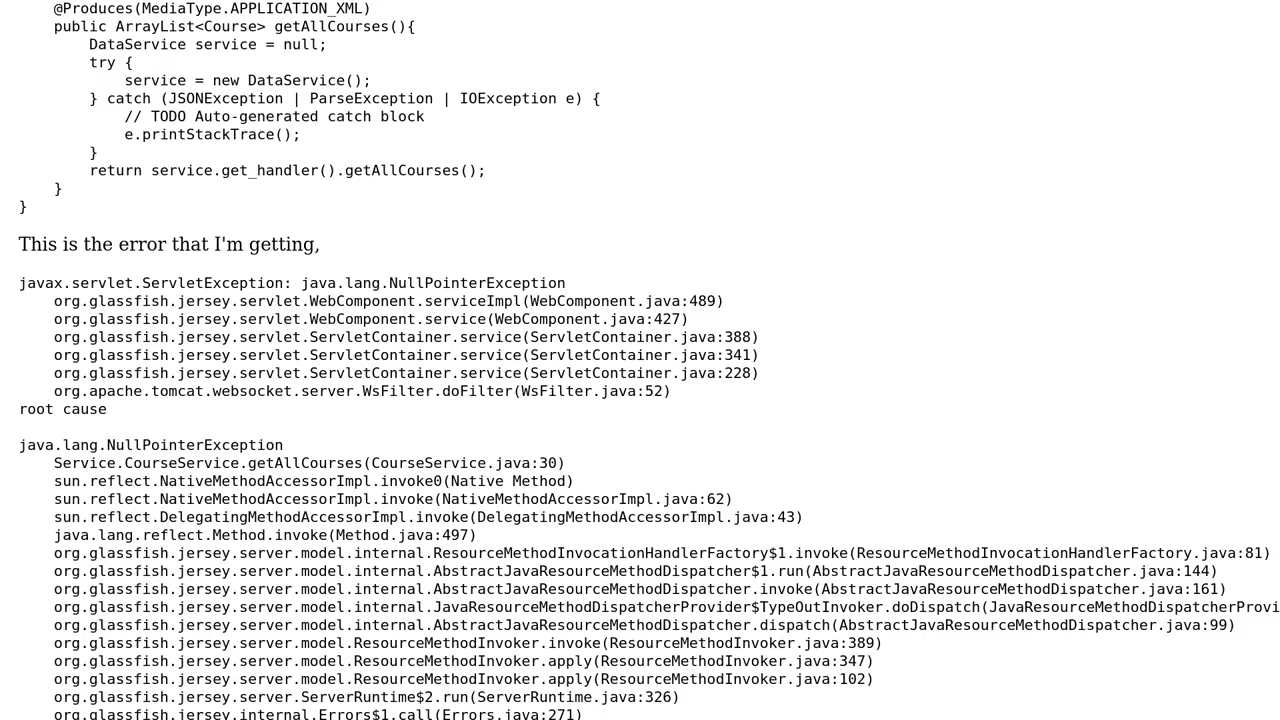 @Produces(MediaType.APPLICATION_XML)
public ArrayList<Course> getAllCourses(){
DataService service = null;
try {
service = new DataService();
} catch (JSONException | ParseException | IOException e) {
// TODO Auto-generated catch block
e.printStackTrace();
}
return service.get_handler().getAllCourses();
}
}
This is the error that I'm getting,
javax.servlet.ServletException: java.lang.NullPointerException
org.glassfish.jersey.servlet.WebComponent.serviceImpl(WebComponent.java:489)
org.glassfish.jersey.servlet.WebComponent.service(WebComponent.java:427)
org.glassfish.jersey.servlet.ServletContainer.service(ServletContainer.java:388)
org.glassfish.jersey.servlet.ServletContainer.service(ServletContainer.java:341)
org.glassfish.jersey.servlet.ServletContainer.service(ServletContainer.java:228)
org.apache.tomcat.websocket.server.WsFilter.doFilter(WsFilter.java:52)
root cause
java.lang.NullPointerException
Service.CourseService.getAllCourses(CourseService.java:30)
sun.reflect.NativeMethodAccessorImpl.invoke0(Native Method)
sun.reflect.NativeMethodAccessorImpl.invoke(NativeMethodAccessorImpl.java:62)
sun.reflect.DelegatingMethodAccessorImpl.invoke(DelegatingMethodAccessorImpl.java:43)
java.lang.reflect.Method.invoke(Method.java:497)
org.glassfish.jersey.server.model.internal.ResourceMethodInvocationHandlerFactory$1.invoke(ResourceMethodInvocationHandlerFactory.java:81)
org.glassfish.jersey.server.model.internal.AbstractJavaResourceMethodDispatcher$1.run(AbstractJavaResourceMethodDispatcher.java:144)
org.glassfish.jersey.server.model.internal.AbstractJavaResourceMethodDispatcher.invoke(AbstractJavaResourceMethodDispatcher.java:161)
org.glassfish.jersey.server.model.internal.JavaResourceMethodDispatcherProvider$TypeOutInvoker.doDispatch(JavaResourceMethodDispatcherProvi
org.glassfish.jersey.server.model.internal.AbstractJavaResourceMethodDispatcher.dispatch(AbstractJavaResourceMethodDispatcher.java:99)
org.glassfish.jersey.server.model.ResourceMethodInvoker.invoke(ResourceMethodInvoker.java:389)
org.glassfish.jersey.server.model.ResourceMethodInvoker.apply(ResourceMethodInvoker.java:347)
org.glassfish.jersey.server.model.ResourceMethodInvoker.apply(ResourceMethodInvoker.java:102)
org.glassfish.jersey.server.ServerRuntime$2.run(ServerRuntime.java:326)
org.glassfish.jersey.internal.Errors$1.call(Errors.java:271)